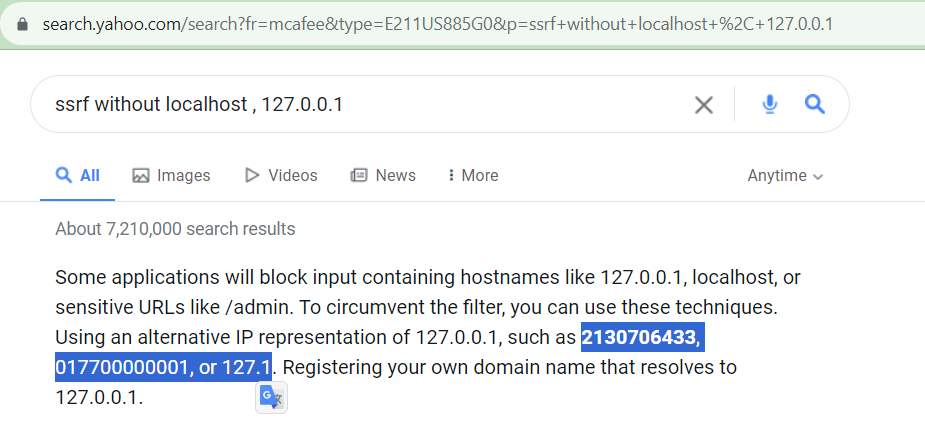 search.yahoo.com/search?fr=mcafee&type=E211US885G0&p=ssrf+without+localhost+%2C+127.0.0.1
ssrf without localhost , 127.0.0.1
All Images Videos News More Anytime
About 7,210,000 search results
Some applications will block input containing hostnames like 127.0.0.1, localhost, or
sensitive URLs like /admin. To circumvent the filter, you can use these techniques.
Using an alternative IP representation of 127.0.0.1, such as 2130706433,
017700000001, or 127.1. Registering your own domain name that resolves to
127.0.0.1.